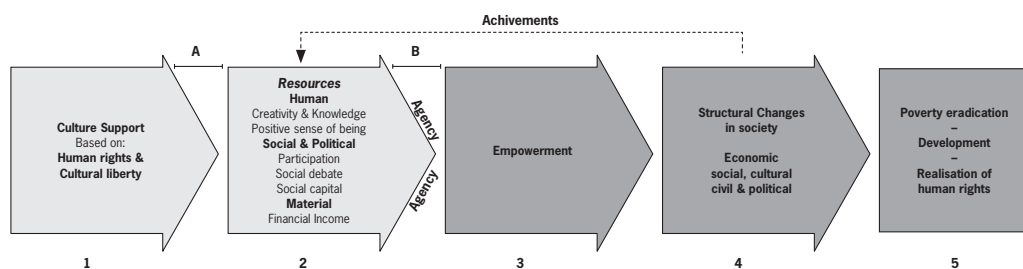 Achivements
A
B
Culture Support
Based on:
Human rights &
Cultural liberty
Resources
Human
Creativity & Knowledge
Positive sense of being
Social & Political
Participation
Social debate
Social capital
Material
Financial Income
Agency
Agency
Empowerment
Structural Changes
in society
Economic
social, cultural
civil & political
Poverty eradication
–
Development
–
Realisation of
human rights
1
2
3
4
5